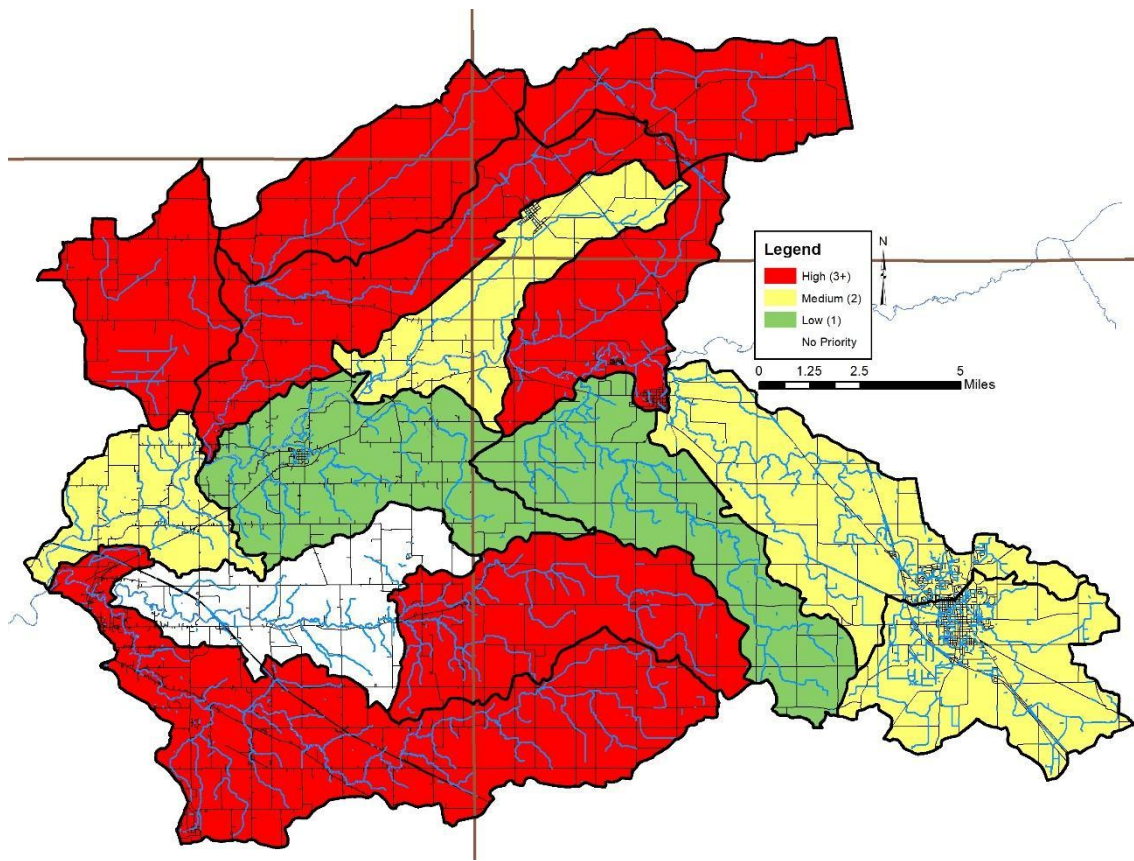 Legend
High (3+)
Medium (2)
Low (1)
No Priority
N
0 1.25 2.5 5
Miles